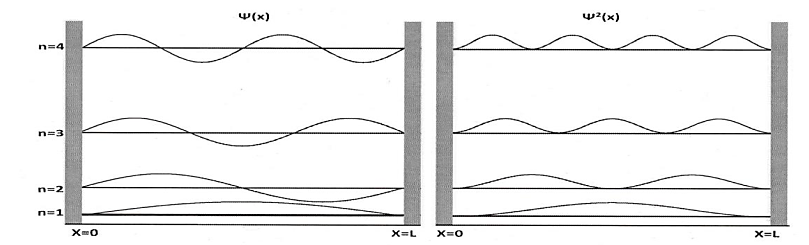 Ψ(x)
Ψ²(x)
n=4
n=3
n=2
n=1
X=0
X=L
X=0
X=L